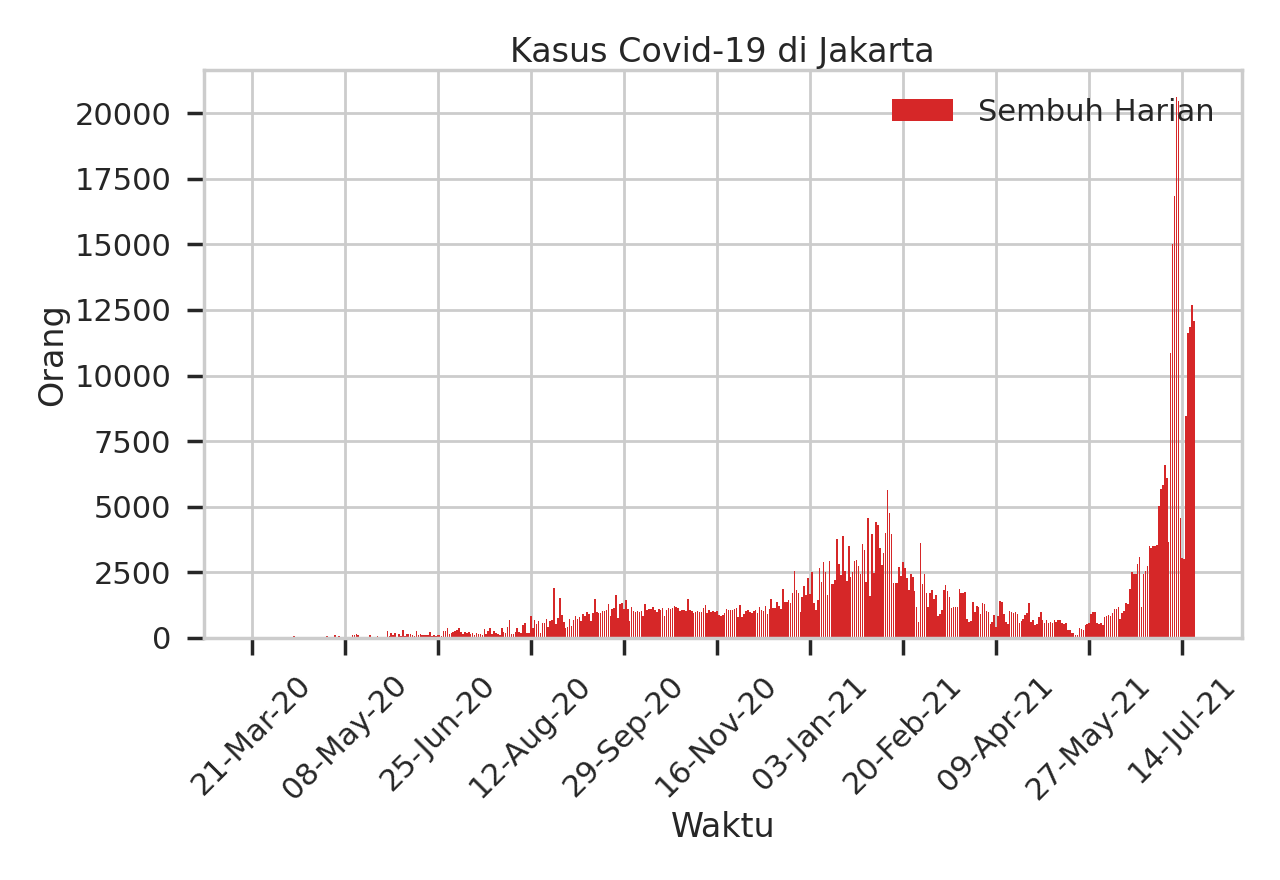 Kasus Covid-19 di Jakarta
Sembuh Harian
Orang
20000
17500
15000
12500
10000
7500
5000
2500
0
21-Mar-20
08-May-20
25-Jun-20
12-Aug-20
29-Sep-20
16-Nov-20
03-Jan-21
20-Feb-21
09-Apr-21
27-May-21
14-Jul-21
Waktu